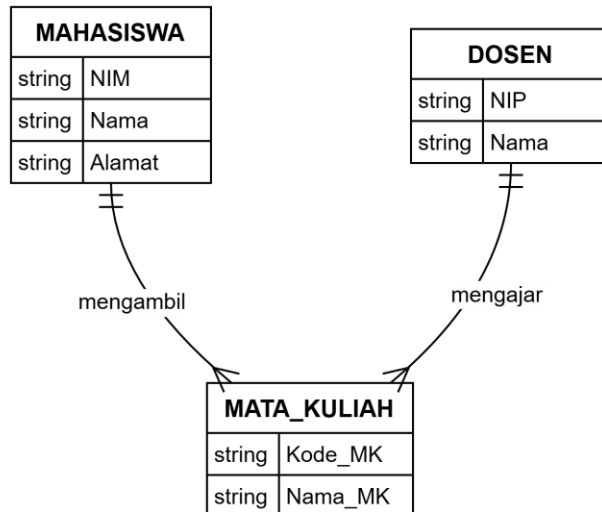 MAHASISWA
string NIM
string Nama
string Alamat
DOSEN
string NIP
string Nama
mengambil
mengajar
MATA_KULIAH
string Kode_MK
string Nama_MK